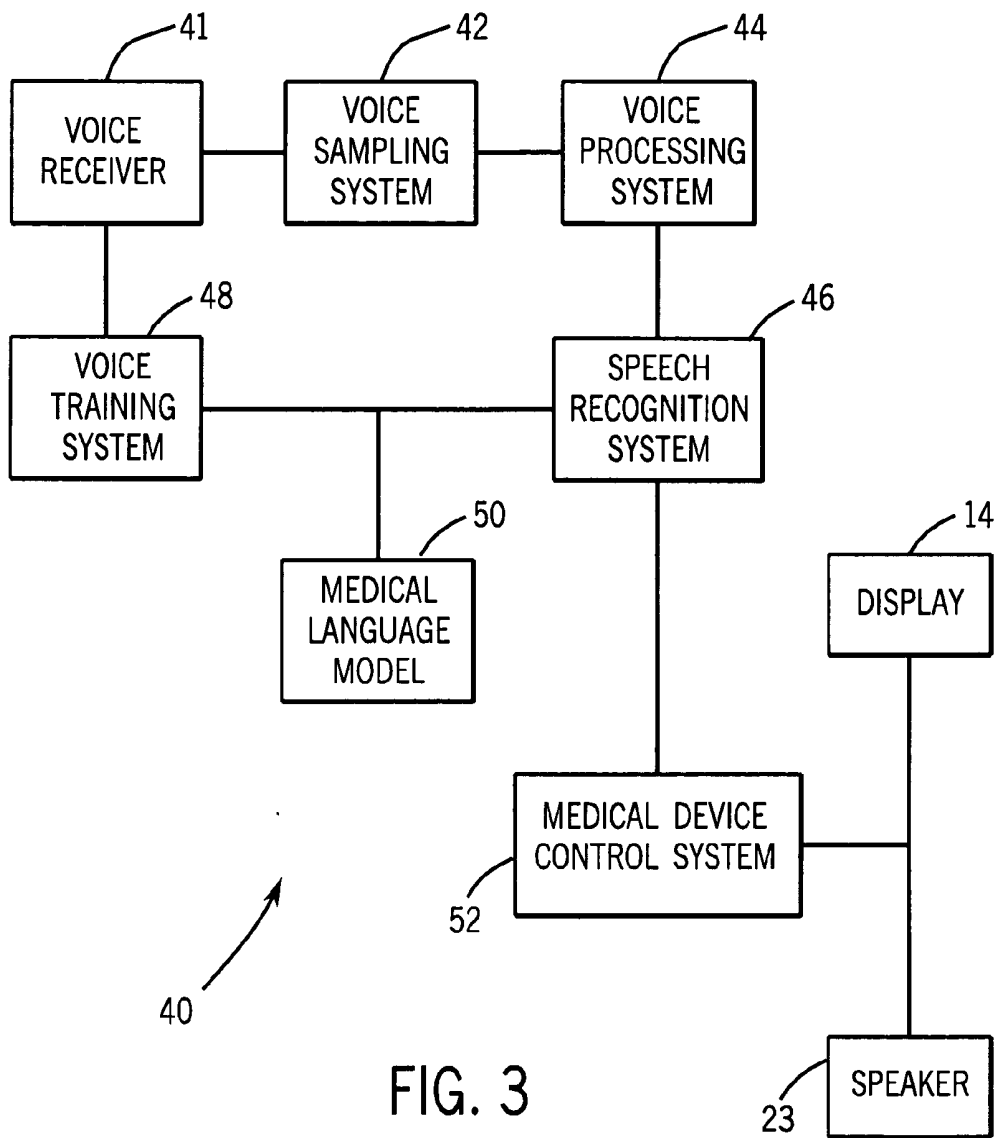 41
42
44
VOICE
RECEIVER
VOICE
SAMPLING
SYSTEM
VOICE
PROCESSING
SYSTEM
48
46
VOICE
TRAINING
SYSTEM
SPEECH
RECOGNITION
SYSTEM
50
14
MEDICAL
LANGUAGE
MODEL
DISPLAY
MEDICAL DEVICE
CONTROL SYSTEM
52
40
FIG. 3
SPEAKER
23